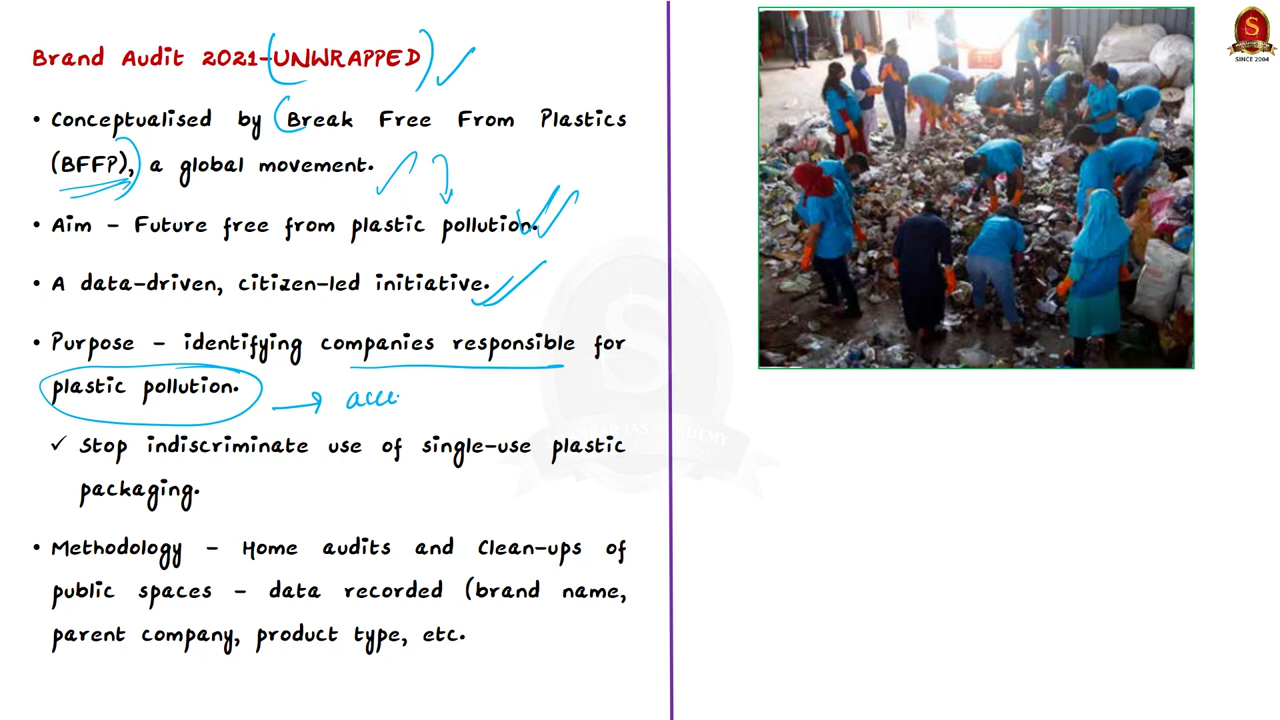 Brand Audit 2021-(UNWRAPPED)
• Conceptualised by Break Free From Plastics
(BFFP), a global movement.
• Aim - Future free from plastic pollution.
• A data-driven, citizen-led initiative.
• Purpose - identifying companies responsible for
plastic pollution.
✓ Stop indiscriminate use of single-use plastic
packaging.
• Methodology - Home audits and Clean-ups of
public spaces - data recorded (brand name,
parent company, product type, etc.
S
SINCE 2004